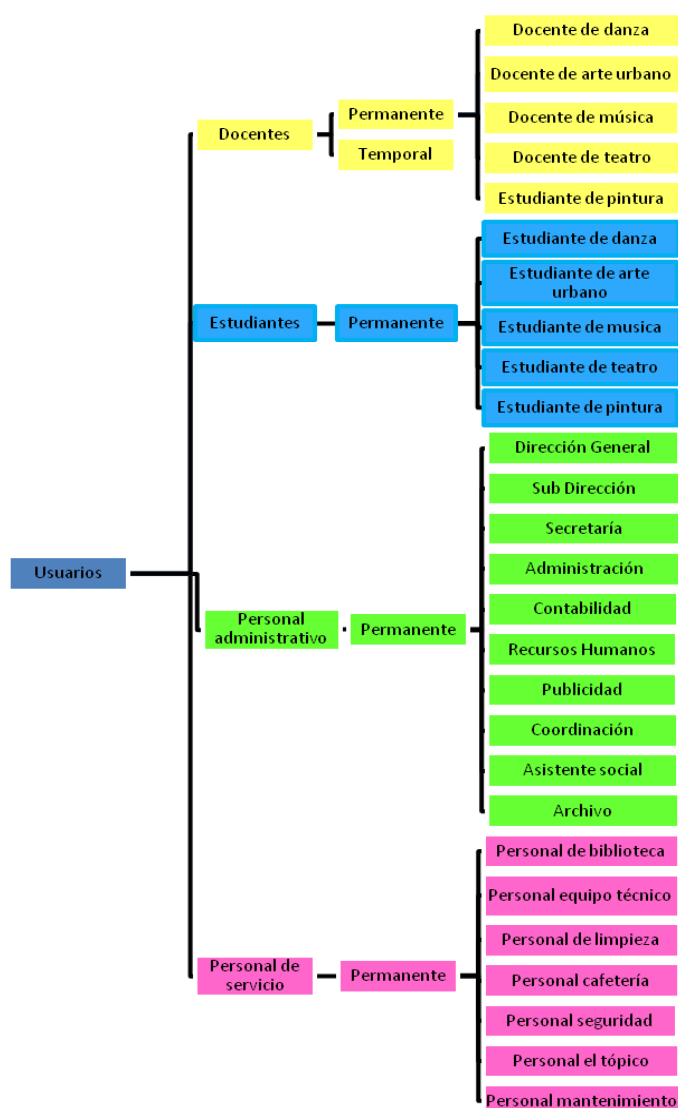 Docente de danza
Docente de arte urbano
Permanente
Docente de música
Docentes
Temporal
Docente de teatro
Estudiante de pintura
Estudiante de danza
Estudiante de arte
urbano
Estudiantes
Permanente
Estudiante de musica
Estudiante de teatro
Estudiante de pintura
Dirección General
Sub Dirección
Secretaría
Usuarios
Administración
Contabilidad
Personal
administrativo
Permanente
Recursos Humanos
Publicidad
Coordinación
Asistente social
Archivo
Personal de biblioteca
Personal equipo técnico
Personal de limpieza
Personal de
servicio
Permanente
Personal cafetería
Personal seguridad
Personal el tópico
Personal mantenimiento